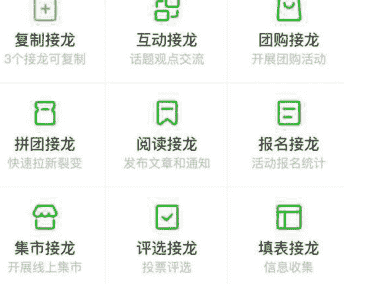 复制接龙 互动接龙 团购接龙
3个接龙可复制 话题观点交流 开展团购活动
拼团接龙 阅读接龙 报名接龙
快速拉新裂变 发布文章和通知 活动报名统计
集市接龙 评选接龙 填表接龙
开展线上集市 投票评选 信息收集